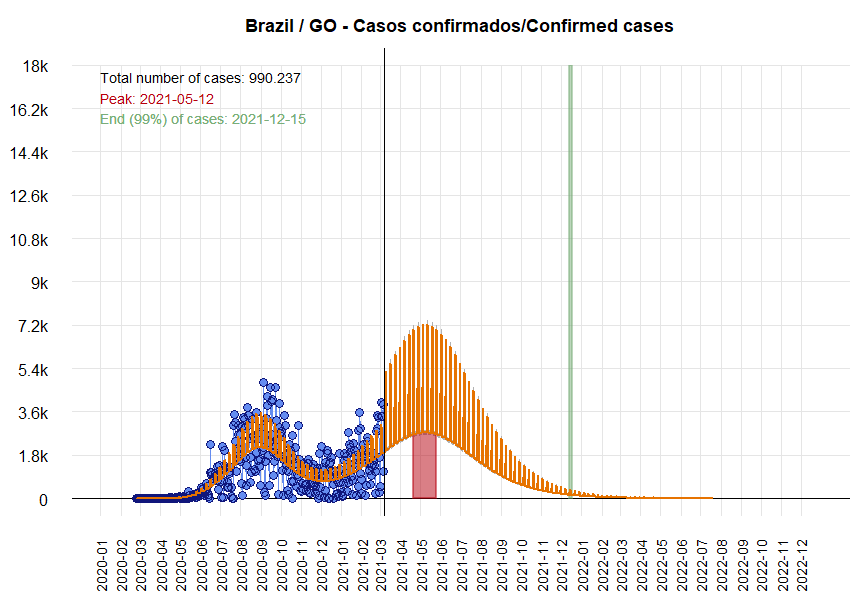 Brazil / GO - Casos confirmados/Confirmed cases
18k
16.2k
14.4k
12.6k
10.8k
9k
7.2k
5.4k
3.6k
1.8k
0
Total number of cases: 990.237
Peak: 2021-05-12
End (99%) of cases: 2021-12-15
2020-01
2020-02
2020-03
2020-04
2020-05
2020-06
2020-07
2020-08
2020-09
2020-10
2020-11
2020-12
2021-01
2021-02
2021-03
2021-04
2021-05
2021-06
2021-07
2021-08
2021-09
2021-10
2021-11
2021-12
2022-01
2022-02
2022-03
2022-04
2022-05
2022-06
2022-07
2022-08
2022-09
2022-10
2022-11
2022-12